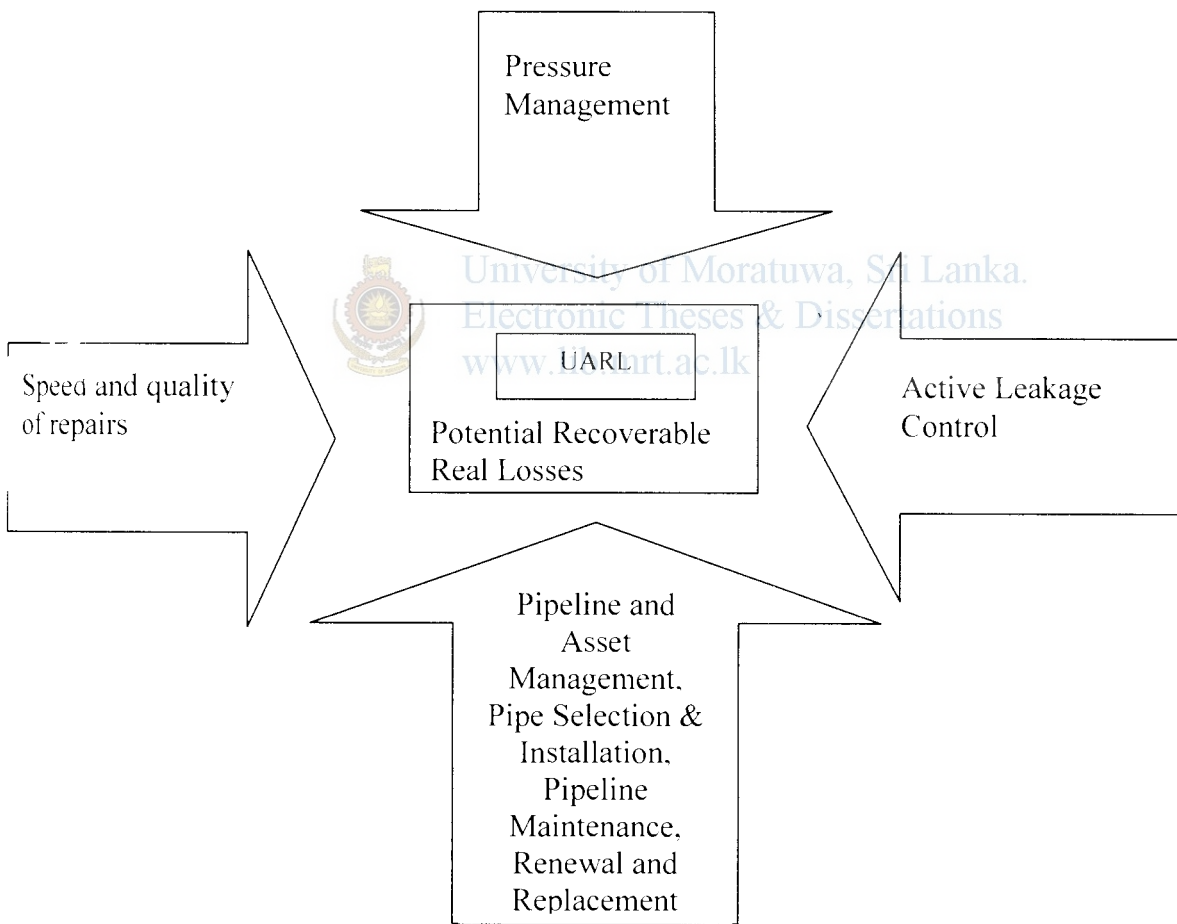 Pressure
Management
University of Moratuwa, Sri Lanka.
Electronic Theses & Dissertations
www.lib.mrt.ac.lk
UARL
Potential Recoverable
Real Losses
Speed and quality
of repairs
Active Leakage
Control
Pipeline and
Asset
Management,
Pipe Selection &
Installation,
Pipeline
Maintenance,
Renewal and
Replacement